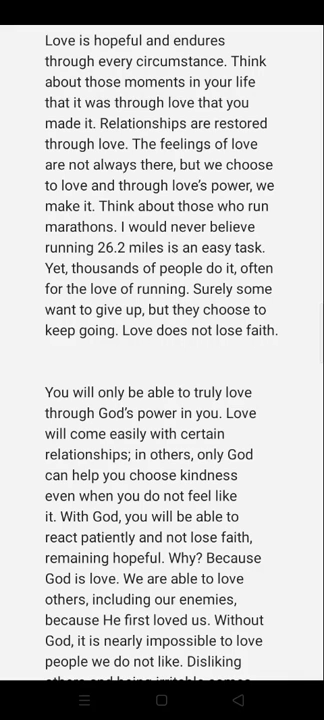 Love is hopeful and endures
through every circumstance. Think
about those moments in your life
that it was through love that you
made it. Relationships are restored
through love. The feelings of love
are not always there, but we choose
to love and through love’s power, we
make it. Think about those who run
marathons. I would never believe
running 26.2 miles is an easy task.
Yet, thousands of people do it, often
for the love of running. Surely some
want to give up, but they choose to
keep going. Love does not lose faith.
You will only be able to truly love
through God’s power in you. Love
will come easily with certain
relationships; in others, only God
can help you choose kindness
even when you do not feel like
it. With God, you will be able to
react patiently and not lose faith,
remaining hopeful. Why? Because
God is love. We are able to love
others, including our enemies,
because He first loved us. Without
God, it is nearly impossible to love
people we do not like. Disliking
others and being irritable comes